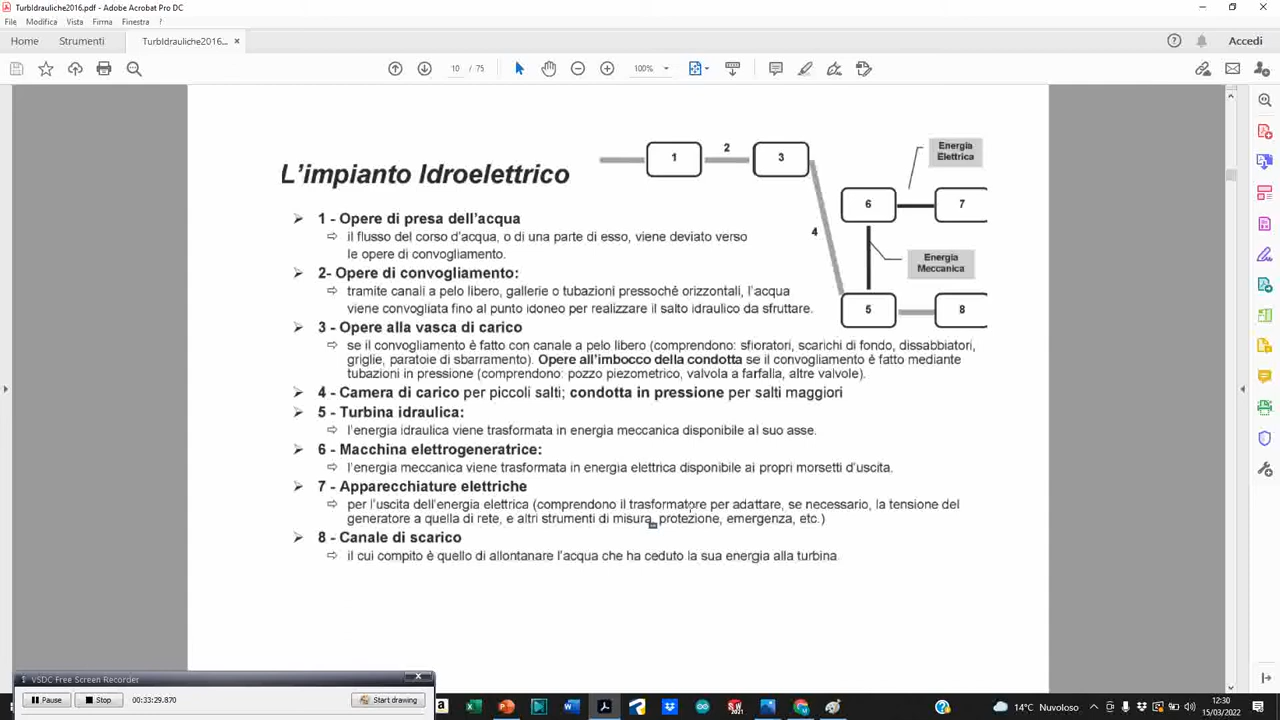 TurbIdrauliche2016.pdf - Adobe Acrobat Pro DC
File Modifica Vista Firma Finestra ?
Home Strumenti TurbIdrauliche2016... × Accedi
10 / 75 100%
L'impianto Idroelettrico
1 2 3
Energia
Elettrica
6 7
4
Energia
Meccanica
5 8
➢ 1 - Opere di presa dell'acqua
⇨ il flusso del corso d'acqua, o di una parte di esso, viene deviato verso
le opere di convogliamento.
➢ 2- Opere di convogliamento:
⇨ tramite canali a pelo libero, gallerie o tubazioni pressoché orizzontali, l'acqua
viene convogliata fino al punto idoneo per realizzare il salto idraulico da sfruttare.
➢ 3 - Opere alla vasca di carico
⇨ se il convogliamento è fatto con canale a pelo libero (comprendono: sfioratori, scarichi di fondo, dissabbiatori,
griglie, paratoie di sbarramento). Opere all'imbocco della condotta se il convogliamento è fatto mediante
tubazioni in pressione (comprendono: pozzo piezometrico, valvola a farfalla, altre valvole).
➢ 4 - Camera di carico per piccoli salti; condotta in pressione per salti maggiori
➢ 5 - Turbina idraulica:
⇨ l'energia idraulica viene trasformata in energia meccanica disponibile al suo asse.
➢ 6 - Macchina elettrogeneratrice:
⇨ l'energia meccanica viene trasformata in energia elettrica disponibile ai propri morsetti d'uscita.
➢ 7 - Apparecchiature elettriche
⇨ per l'uscita dell'energia elettrica (comprendono il trasformatore per adattare, se necessario, la tensione del
generatore a quella di rete, e altri strumenti di misura, protezione, emergenza, etc.)
➢ 8 - Canale di scarico
⇨ il cui compito è quello di allontanare l'acqua che ha ceduto la sua energia alla turbina.
VSDC Free Screen Recorder
Pause Stop 00:33:29.870 Start drawing
14°C Nuvoloso
12:30
15/03/2022